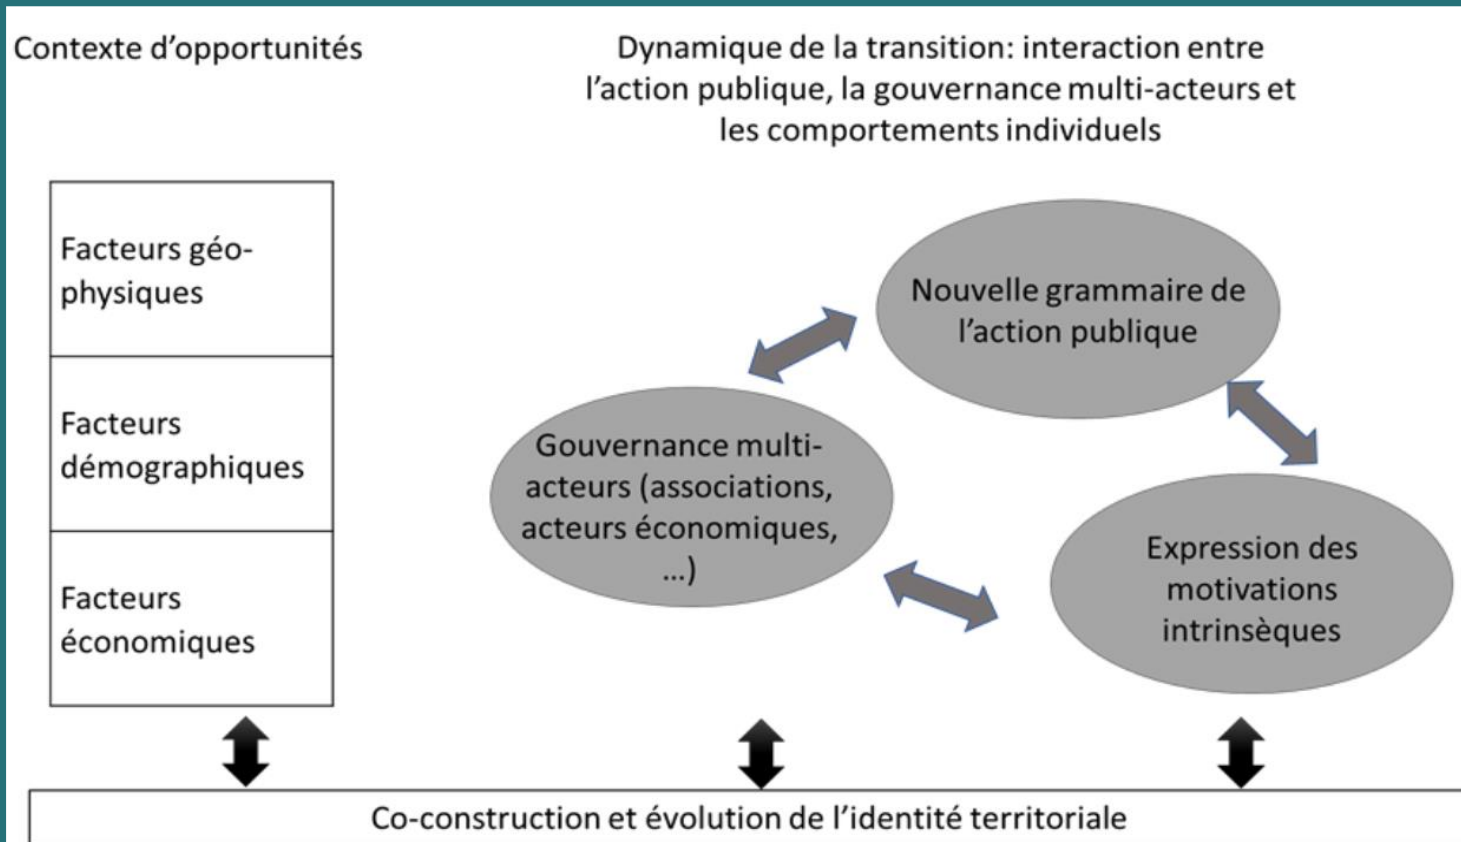 Contexte d'opportunités
Dynamique de la transition: interaction entre
l'action publique, la gouvernance multi-acteurs et
les comportements individuels
Facteurs géo-
physiques
Facteurs
démographiques
Facteurs
économiques
Nouvelle grammaire de
l'action publique
Gouvernance multi-
acteurs (associations,
acteurs économiques,
...)
Expression des
motivations
intrinsèques
Co-construction et évolution de l'identité territoriale